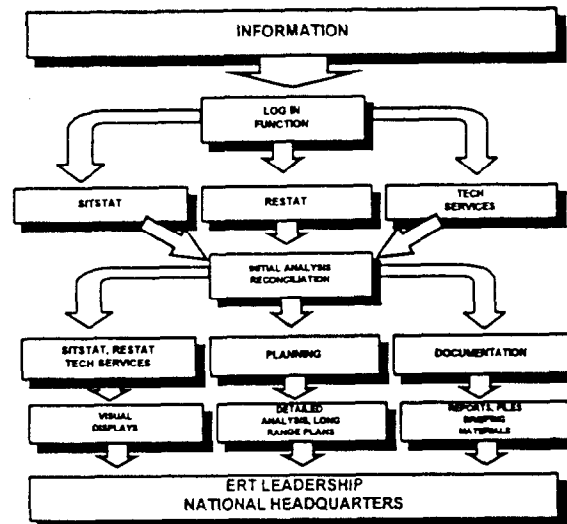 INFORMATION
LOG IN
FUNCTION
SITSTAT
RESTAT
TECH
SERVICES
INITIAL ANALYSIS
RECONCILIATION
SITSTAT, RESTAT
TECH SERVICES
PLANNING
DOCUMENTATION
VISUAL
DISPLAYS
DETAILED
ANALYSIS, LONG
RANGE PLANS
REPORTS, FILES
BRIEFING
MATERIALS
ERT LEADERSHIP
NATIONAL HEADQUARTERS